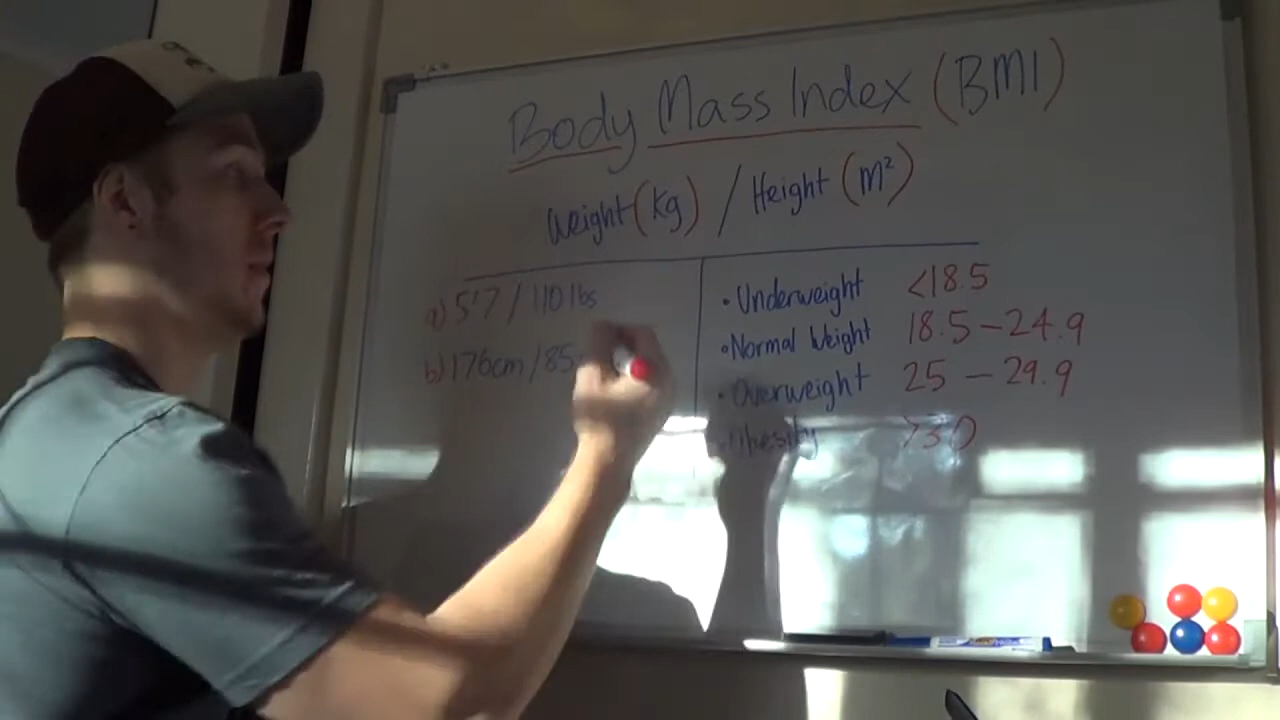 Body Mass Index (BMI)
Weight (kg) / Height (m²)
a) 5'7 / 110 lbs
b) 176cm / 85
• Underweight <18.5
• Normal Weight 18.5 - 24.9
• Overweight 25 - 29.9
• Obesity >30